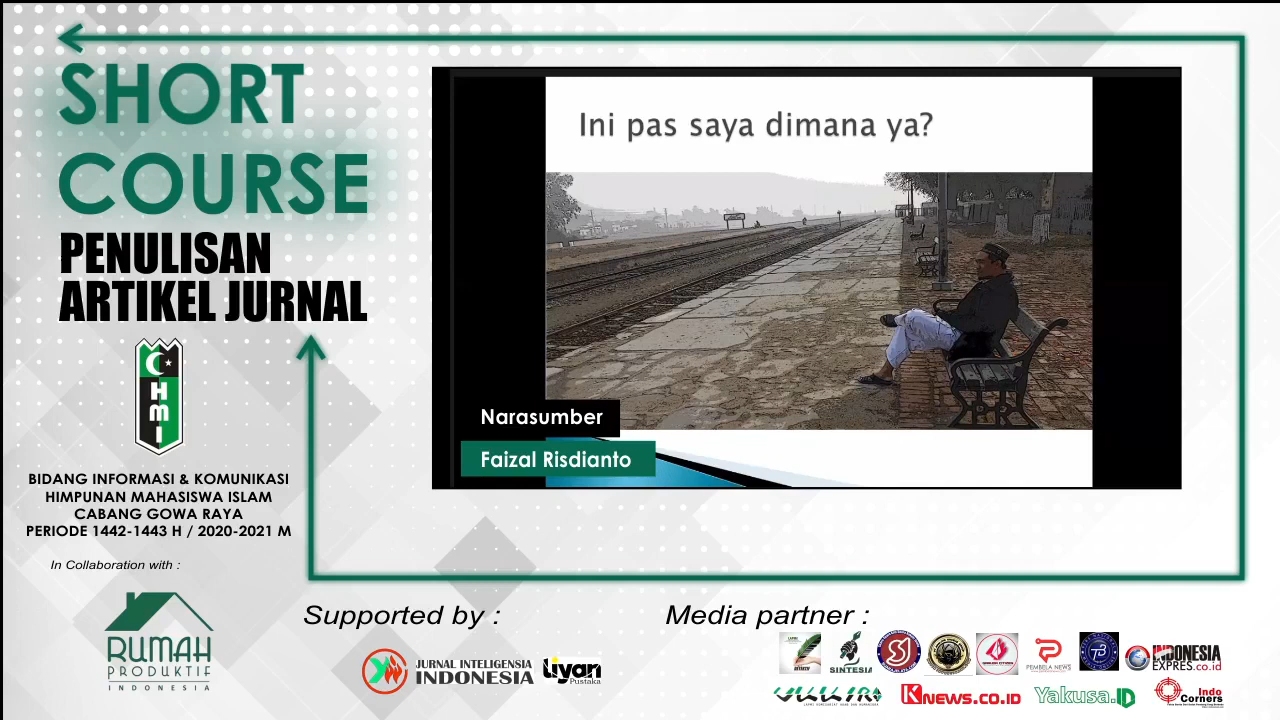 SHORT
COURSE
PENULISAN
ARTIKEL JURNAL
HMI
BIDANG INFORMASI & KOMUNIKASI
HIMPUNAN MAHASISWA ISLAM
CABANG GOWA RAYA
PERIODE 1442-1443 H / 2020-2021 M
In Collaboration with :
RUMAH
PRODUKTIF
INDONESIA
Ini pas saya dimana ya?
Narasumber
Faizal Risdianto
Supported by :
JURNAL INTELIGENSIA
INDONESIA
Liyan
Pustaka
Media partner :
SINTESIA
PEMBELA NEWS
INDONESIA
EXPRES.co.id
KNEWS.CO.ID
Yakusa.ID
Indo
Corners